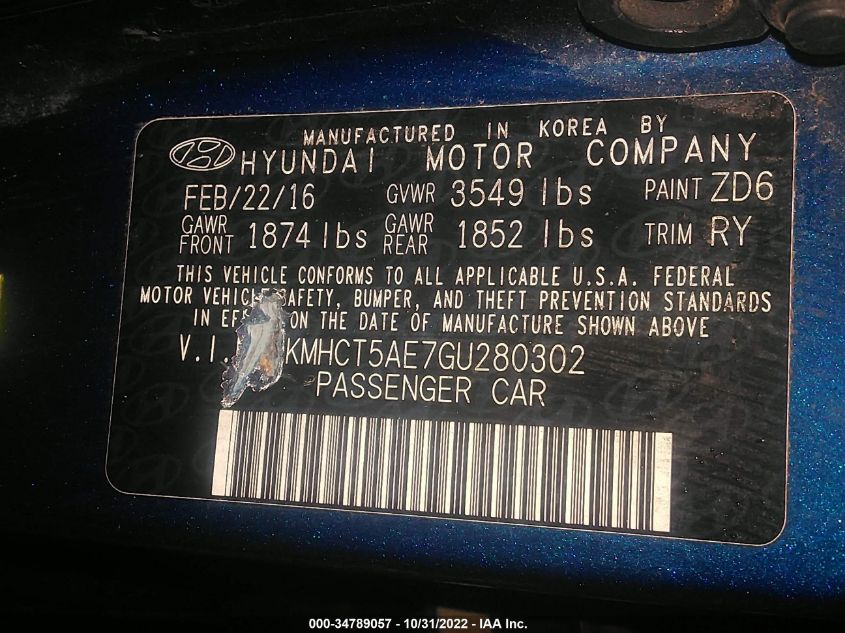 MANUFACTURED IN KOREA BY
HYUNDAI MOTOR COMPANY
FEB/22/16 GVWR 3549 lbs PAINT ZD6
GAWR FRONT 1874 lbs GAWR REAR 1852 lbs TRIM RY
THIS VEHICLE CONFORMS TO ALL APPLICABLE U.S.A. FEDERAL
MOTOR VEHICLE SAFETY, BUMPER, AND THEFT PREVENTION STANDARDS
IN ON THE DATE OF MANUFACTURE SHOWN ABOVE
V.I. KMHCT5AE7GU280302
PASSENGER CAR
000-34789057 - 10/31/2022 - IAA Inc.